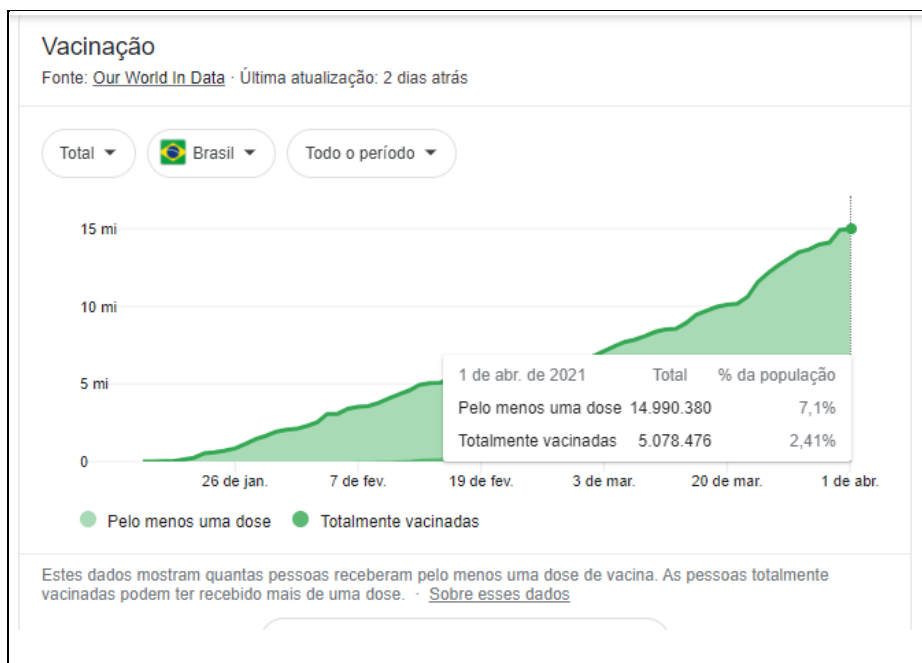 Vacinação
Fonte: Our World In Data · Última atualização: 2 dias atrás
Total Brasil Todo o período
15 mi
10 mi
5 mi
0
1 de abr. de 2021 Total % da população
Pelo menos uma dose 14.990.380 7,1%
Totalmente vacinadas 5.078.476 2,41%
26 de jan. 7 de fev. 19 de fev. 3 de mar. 20 de mar. 1 de abr.
Pelo menos uma dose Totalmente vacinadas
Estes dados mostram quantas pessoas receberam pelo menos uma dose de vacina. As pessoas totalmente
vacinadas podem ter recebido mais de uma dose. · Sobre esses dados